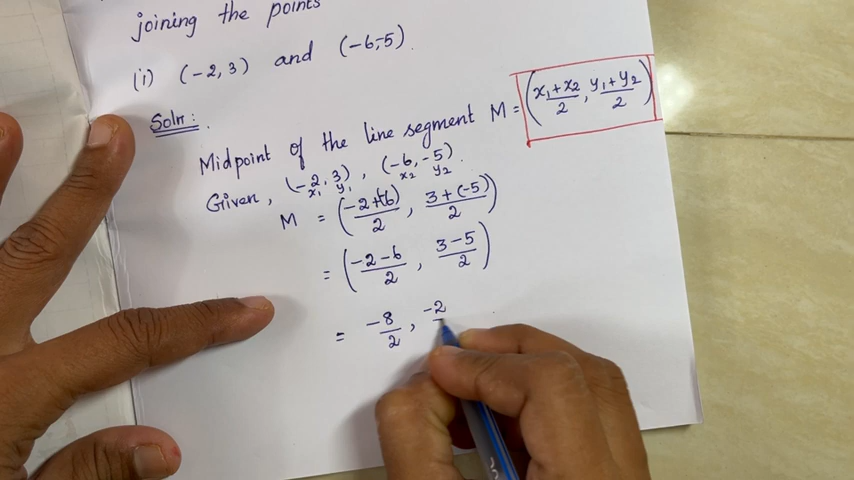 joining the points
(i) (-2, 3) and (-6,-5).
Soln:
Midpoint of the line segment M = (x₁+x₂/2, y₁+y₂/2)
Given, (-2, 3), (-6, -5).
x₁ y₁ x₂ y₂
M = (-2+(-6)/2, 3+(-5)/2)
= (-2-6/2, 3-5/2)
= -8/2, -2